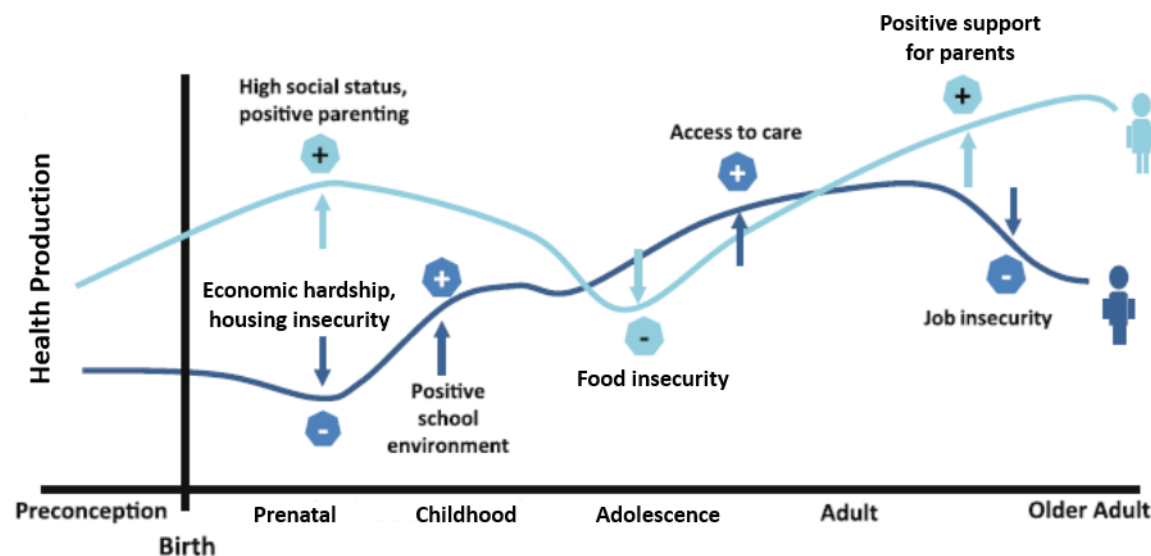 Positive support
for parents
High social status,
positive parenting
+
+
Access to care
+
Health Production
Economic hardship,
housing insecurity
+
-
Job insecurity
-
Food insecurity
Positive
school
environment
-
Preconception
Prenatal
Childhood
Adolescence
Adult
Older Adult
Birth